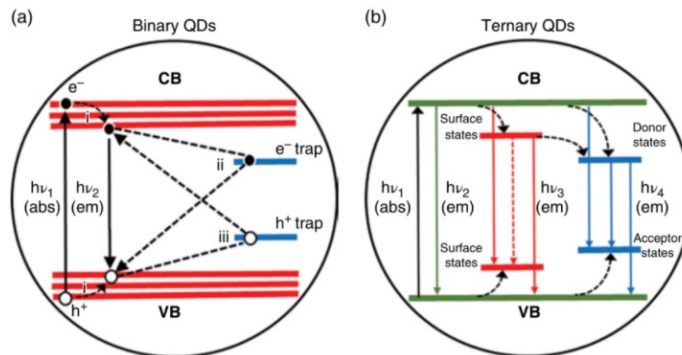 (a) Binary QDs
CB
e⁻
i
e⁻ trap
ii
hν₁
(abs)
hν₂
(em)
h⁺ trap
iii
i
h⁺
VB
(b) Ternary QDs
CB
Surface
states
Donor
states
hν₁
(abs)
hν₂
(em)
hν₃
(em)
hν₄
(em)
Surface
states
Acceptor
states
VB